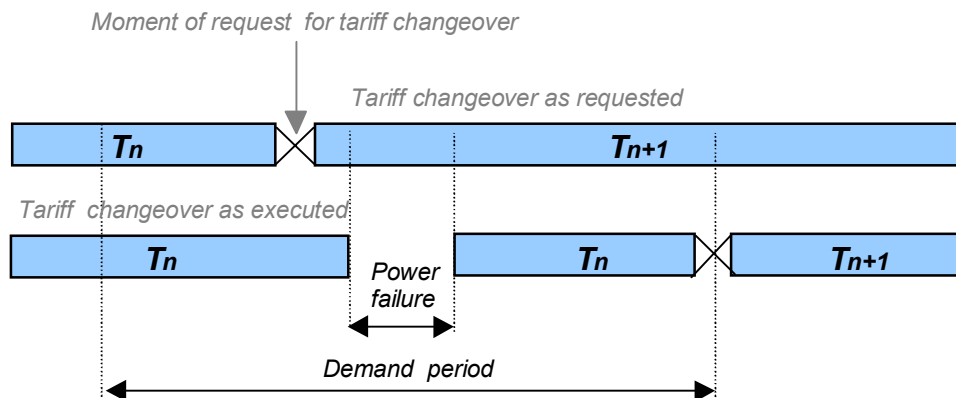 Moment of request for tariff changeover
Tariff changeover as requested
Tn
Tn+1
Tariff changeover as executed
Tn
Tn
Tn+1
Power
failure
Demand period